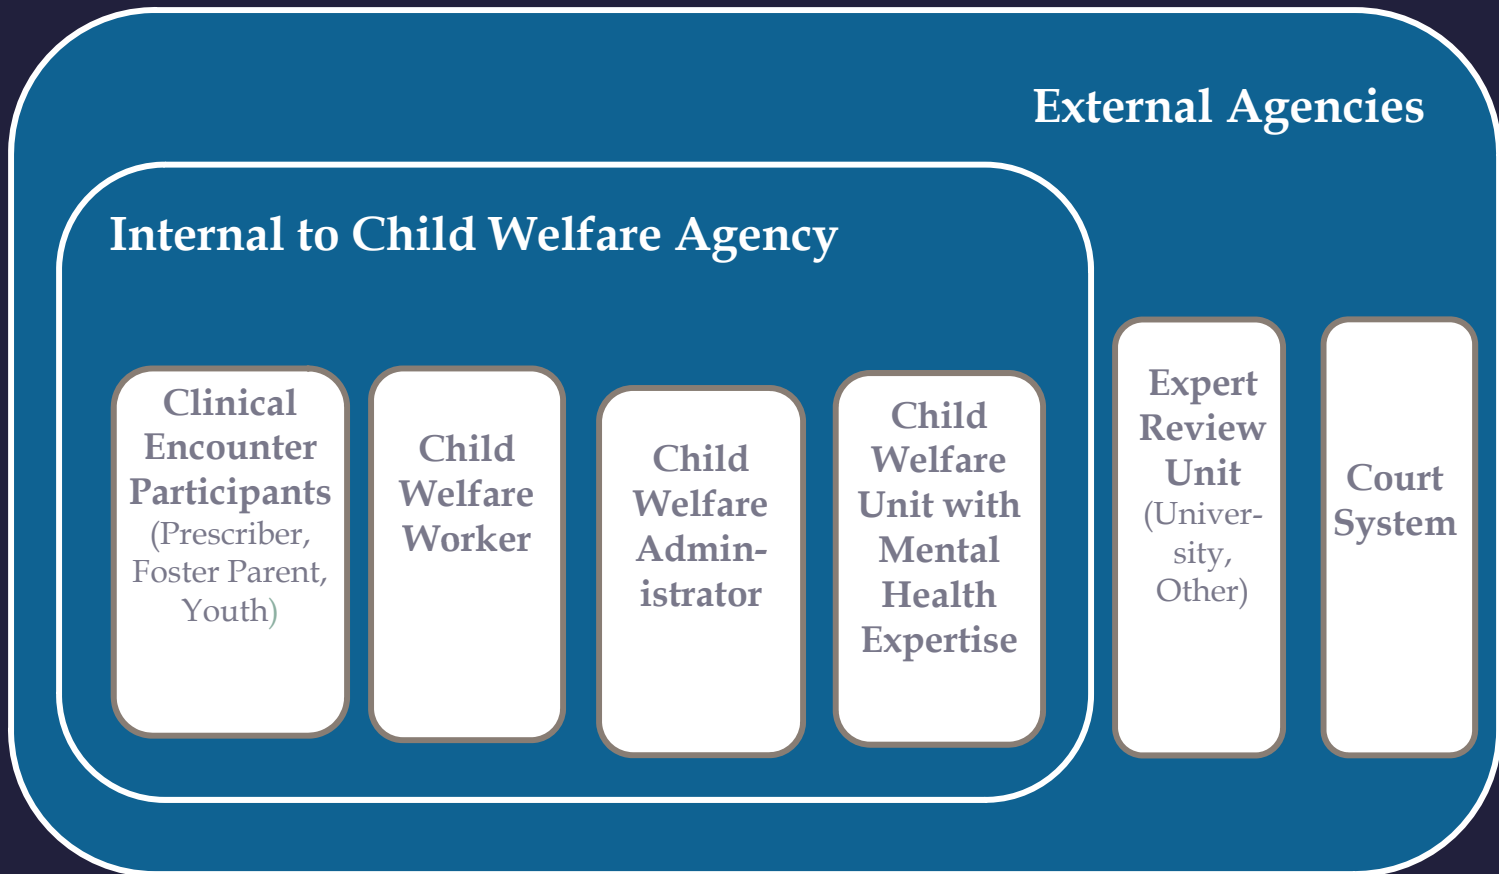 External Agencies
Internal to Child Welfare Agency
Clinical
Encounter
Participants
(Prescriber,
Foster Parent,
Youth)
Child
Welfare
Worker
Child
Welfare
Admin-
istrator
Child
Welfare
Unit with
Mental
Health
Expertise
Expert
Review
Unit
(Univer-
sity,
Other)
Court
System